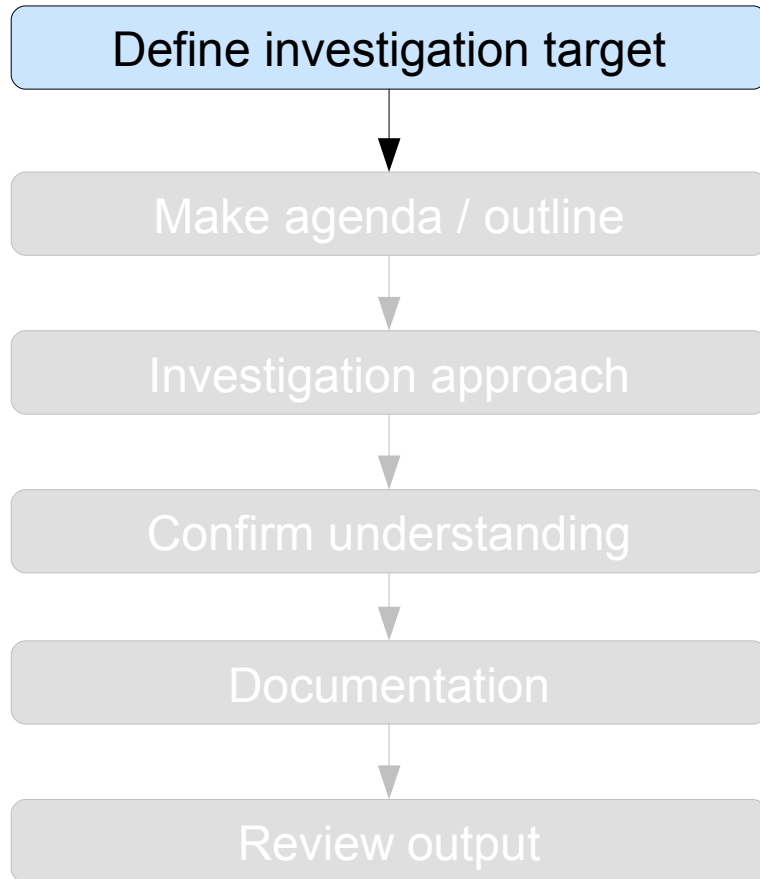 Define investigation target
Make agenda / outline
Investigation approach
Confirm understanding
Documentation
Review output